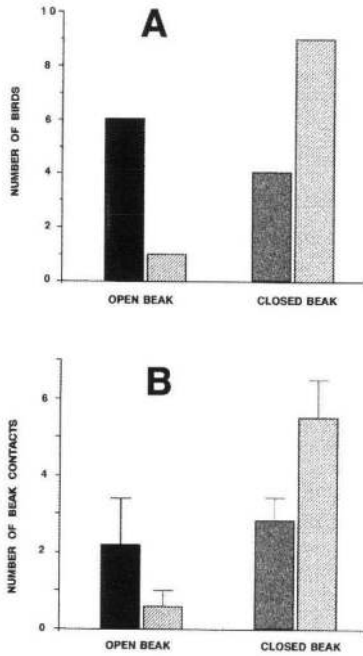 A
NUMBER OF BIRDS
10
8
6
4
2
0
OPEN BEAK
CLOSED BEAK
B
NUMBER OF BEAK CONTACTS
6
4
2
0
OPEN BEAK
CLOSED BEAK